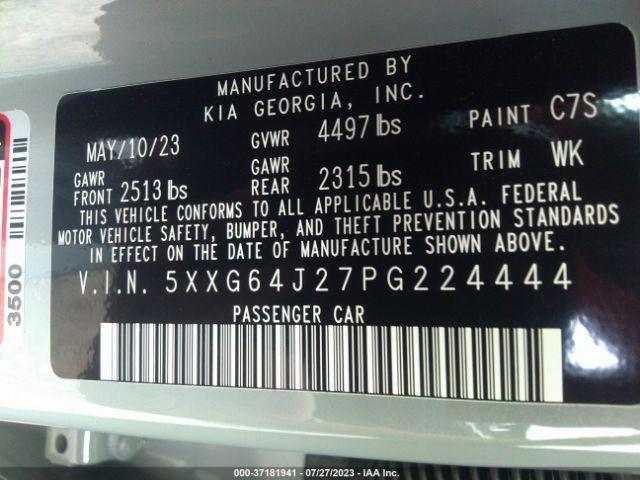 MANUFACTURED BY
KIA GEORGIA, INC.
MAY/10/23 GVWR 4497 lbs PAINT C7S
GAWR FRONT 2513 lbs GAWR REAR 2315 lbs TRIM WK
THIS VEHICLE CONFORMS TO ALL APPLICABLE U.S.A. FEDERAL
MOTOR VEHICLE SAFETY, BUMPER, AND THEFT PREVENTION STANDARDS
IN EFFECT ON THE DATE OF MANUFACTURE SHOWN ABOVE.
V.I.N. 5XXG64J27PG224444
PASSENGER CAR
3500
000-37181941 - 07/27/2023 - IAA Inc.